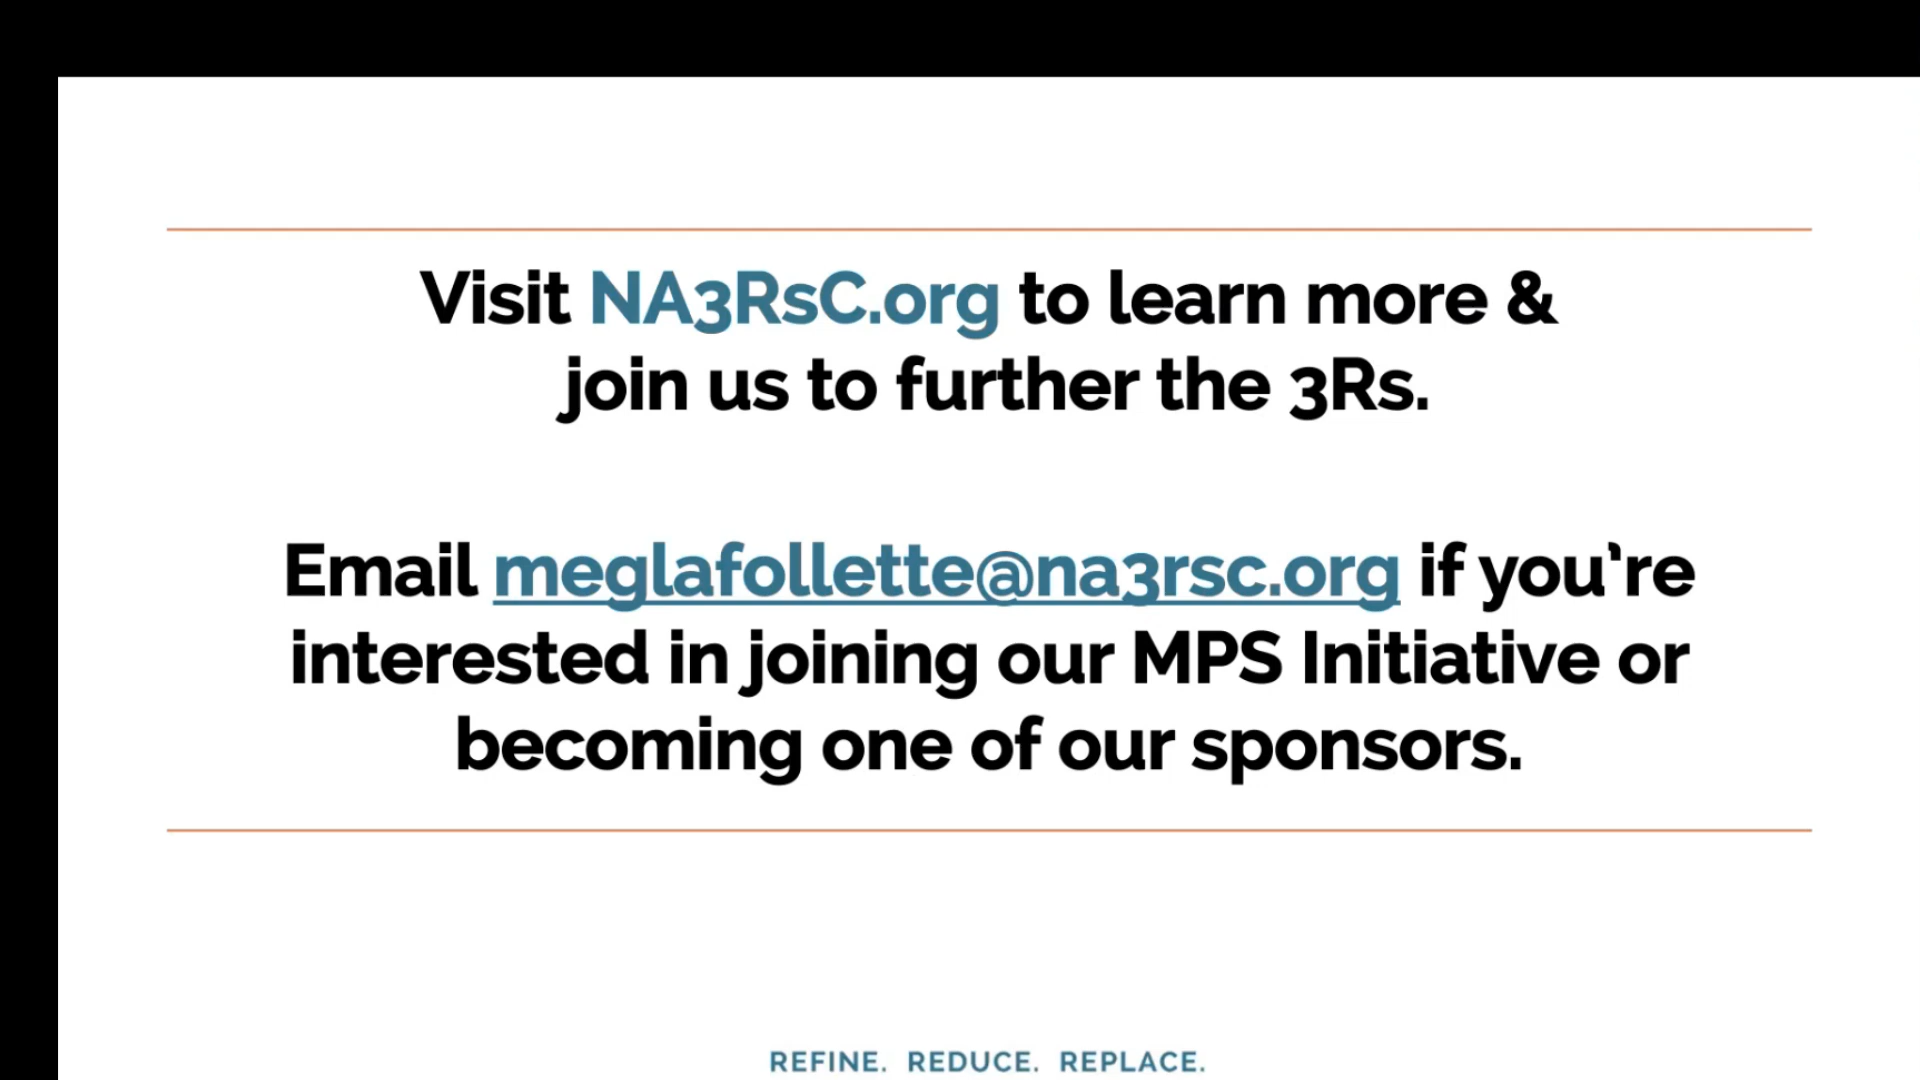 Visit NA3RsC.org to learn more &
join us to further the 3Rs.
Email meglafollette@na3rsc.org if you’re
interested in joining our MPS Initiative or
becoming one of our sponsors.
REFINE. REDUCE. REPLACE.